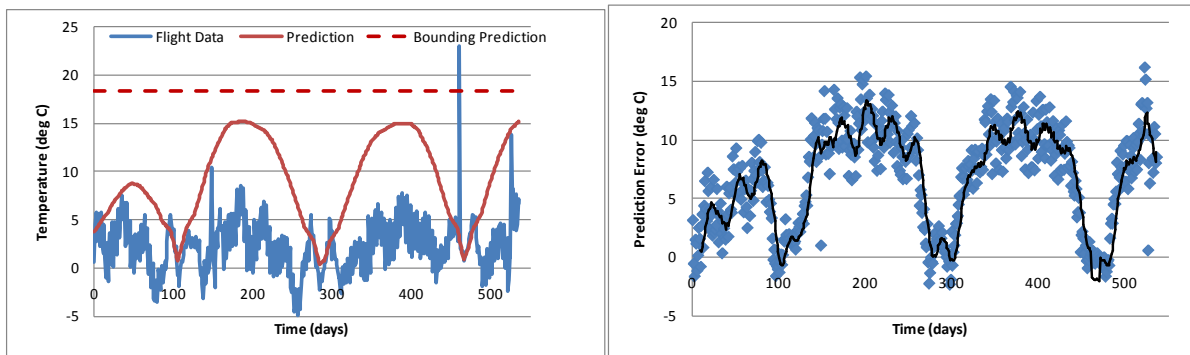 Flight Data Prediction Bounding Prediction
25
20
15
10
5
0
-5
0 100 200 300 400 500
Temperature (deg C)
Time (days)
20
15
10
5
0
-5
0 100 200 300 400 500
Prediction Error (deg C)
Time (days)